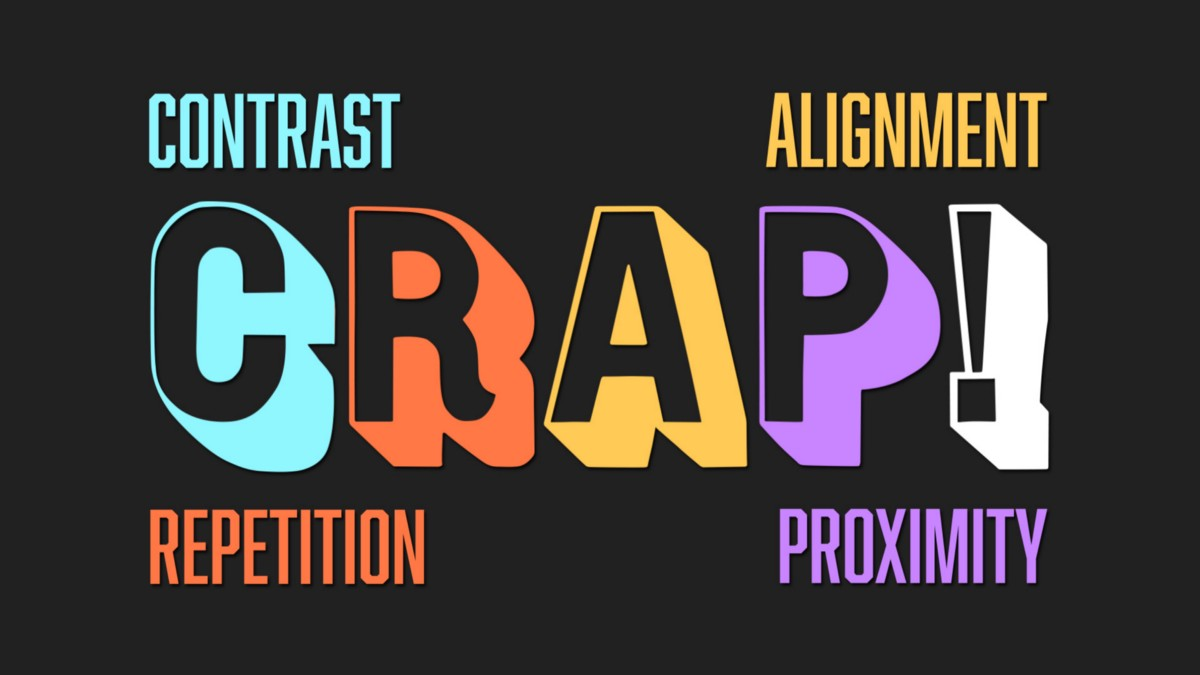 CONTRAST
ALIGNMENT
CRAP!
REPETITION
PROXIMITY